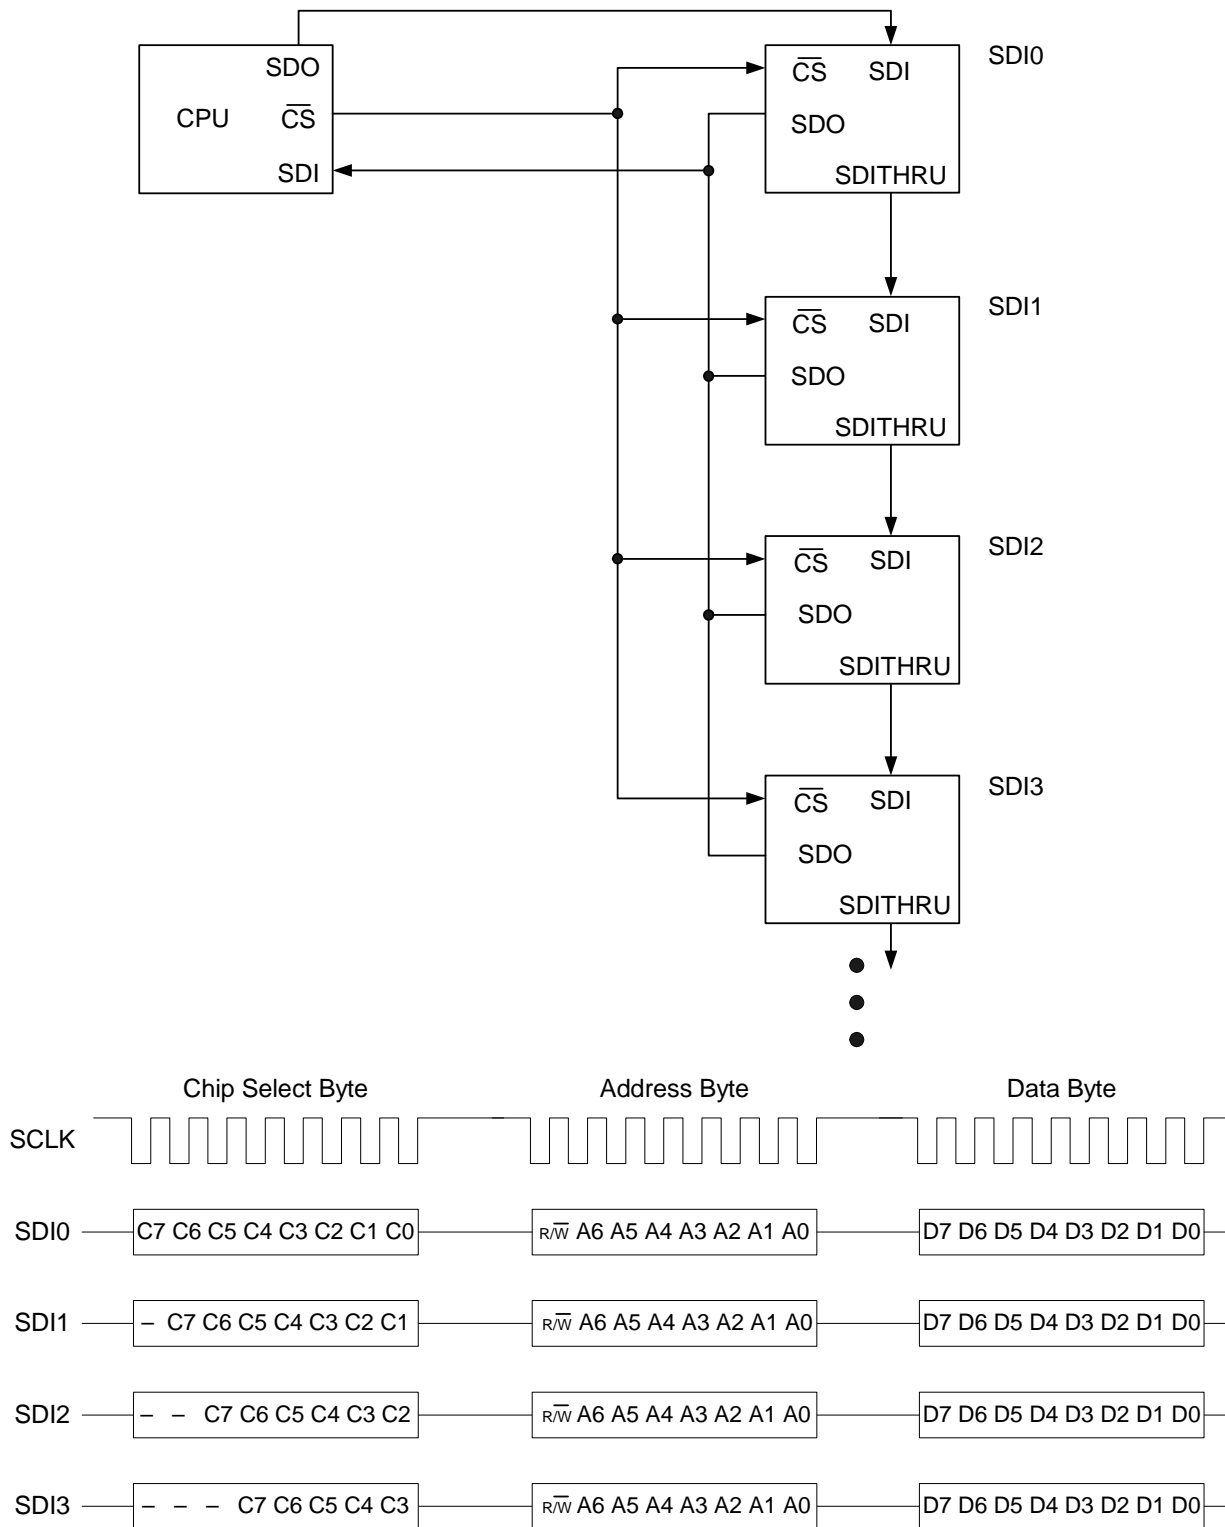 SDO
CPU
C̅S̅
SDI
C̅S̅ SDI
SDO
SDITHRU
SDI0
C̅S̅ SDI
SDO
SDITHRU
SDI1
C̅S̅ SDI
SDO
SDITHRU
SDI2
C̅S̅ SDI
SDO
SDITHRU
SDI3
Chip Select Byte Address Byte Data Byte
SCLK
SDI0 C7 C6 C5 C4 C3 C2 C1 C0 R/W̅ A6 A5 A4 A3 A2 A1 A0 D7 D6 D5 D4 D3 D2 D1 D0
SDI1 – C7 C6 C5 C4 C3 C2 C1 R/W̅ A6 A5 A4 A3 A2 A1 A0 D7 D6 D5 D4 D3 D2 D1 D0
SDI2 – – C7 C6 C5 C4 C3 C2 R/W̅ A6 A5 A4 A3 A2 A1 A0 D7 D6 D5 D4 D3 D2 D1 D0
SDI3 – – – C7 C6 C5 C4 C3 R/W̅ A6 A5 A4 A3 A2 A1 A0 D7 D6 D5 D4 D3 D2 D1 D0